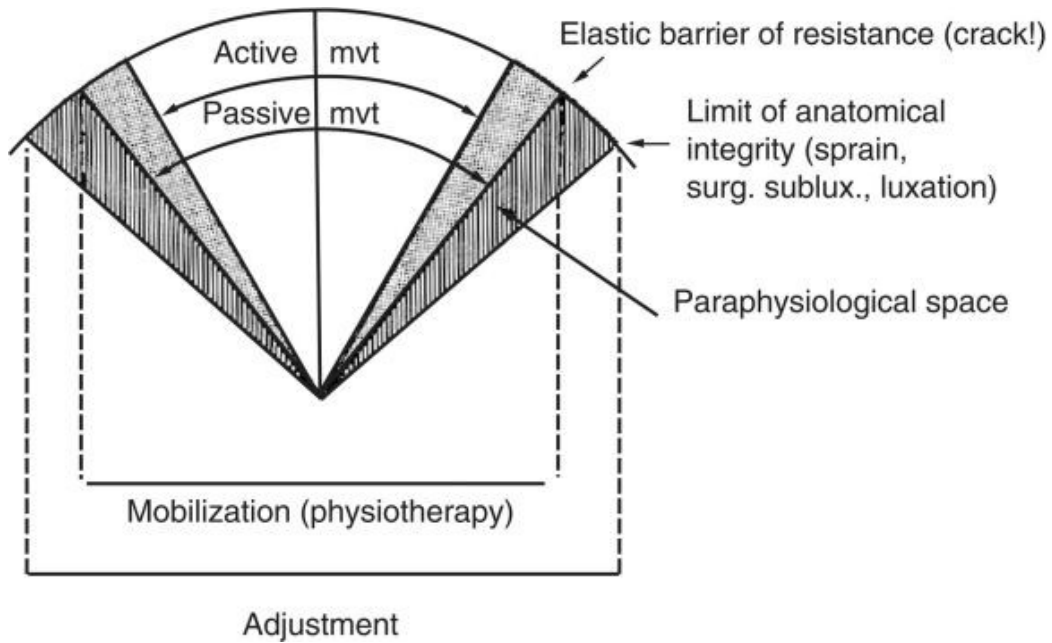 Active mvt
Passive mvt
Elastic barrier of resistance (crack!)
Limit of anatomical
integrity (sprain,
surg. sublux., luxation)
Paraphysiological space
Mobilization (physiotherapy)
Adjustment